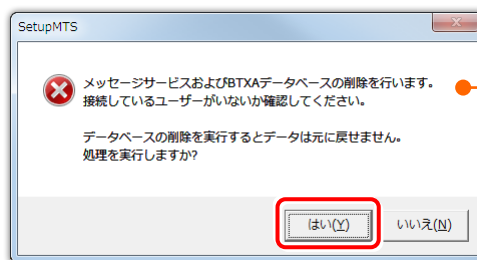 SetupMTS
メッセージサービスおよびBTXAデータベースの削除を行います。
接続しているユーザーがいないか確認してください。
データベースの削除を実行するとデータは元に戻せません。
処理を実行しますか?
はい(Y) いいえ(N)